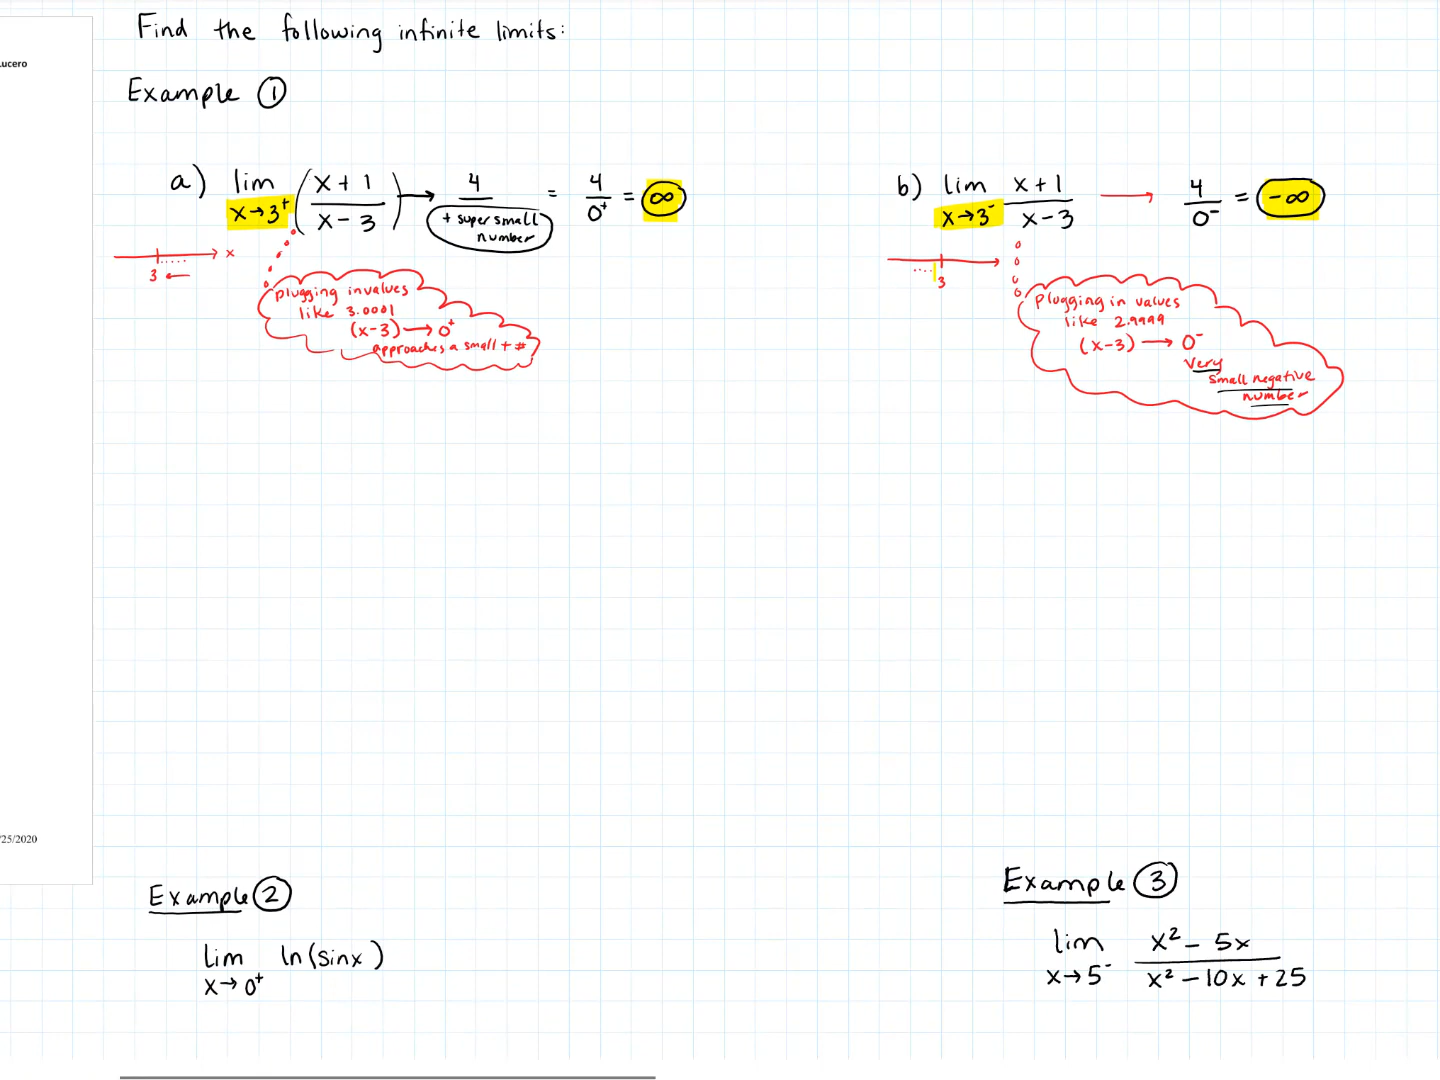 Find the following infinite limits:
ucero
Example ①
a) lim x→3⁺ (x + 1 / x - 3) → 4 / + super small number = 4/0⁺ = ∞
x
3
plugging in values
like 3.0001
(x-3) → 0⁺
approaches a small + #
b) lim x→3⁻ x + 1 / x - 3 → 4/0⁻ = -∞
3
plugging in values
like 2.9999
(x-3) → 0⁻
very
small negative
number
/25/2020
Example ②
lim x→0⁺ ln(sinx)
Example ③
lim x→5⁻ x² - 5x / x² - 10x + 25